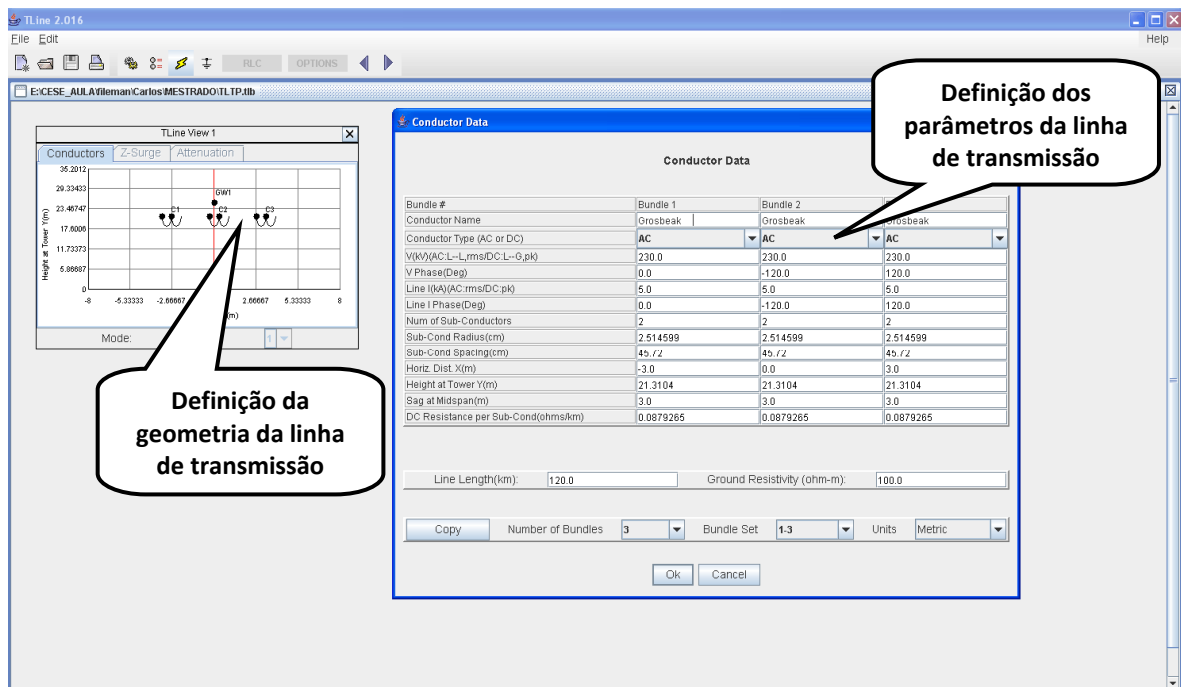 TLine 2.016
File Edit Help
RLC OPTIONS
E:\CESE_AULA\fileman\Carlos\MESTRADO\TLTP.tlb
TLine View 1
Conductors Z-Surge Attenuation
35.2012
29.33433
23.46747
17.6006
11.73373
5.86687
0
Height at Tower Y(m)
GW1
C1 C2 C3
-8 -5.33333 -2.66667 2.66667 5.33333 8
(m)
Mode: 1
Definição da
geometria da linha
de transmissão
Conductor Data
Definição dos
parâmetros da linha
de transmissão
Conductor Data
Bundle # Bundle 1 Bundle 2
Conductor Name Grosbeak Grosbeak Grosbeak
Conductor Type (AC or DC) AC AC AC
V(kV)(AC:L--L,rms/DC:L--G,pk) 230.0 230.0 230.0
V Phase(Deg) 0.0 -120.0 120.0
Line I(kA)(AC:rms/DC:pk) 5.0 5.0 5.0
Line I Phase(Deg) 0.0 -120.0 120.0
Num of Sub-Conductors 2 2 2
Sub-Cond Radius(cm) 2.514599 2.514599 2.514599
Sub-Cond Spacing(cm) 45.72 45.72 45.72
Horiz. Dist. X(m) -3.0 0.0 3.0
Height at Tower Y(m) 21.3104 21.3104 21.3104
Sag at Midspan(m) 3.0 3.0 3.0
DC Resistance per Sub-Cond(ohms/km) 0.0879265 0.0879265 0.0879265
Line Length(km): 120.0 Ground Resistivity (ohm-m): 100.0
Copy Number of Bundles 3 Bundle Set 1-3 Units Metric
Ok Cancel